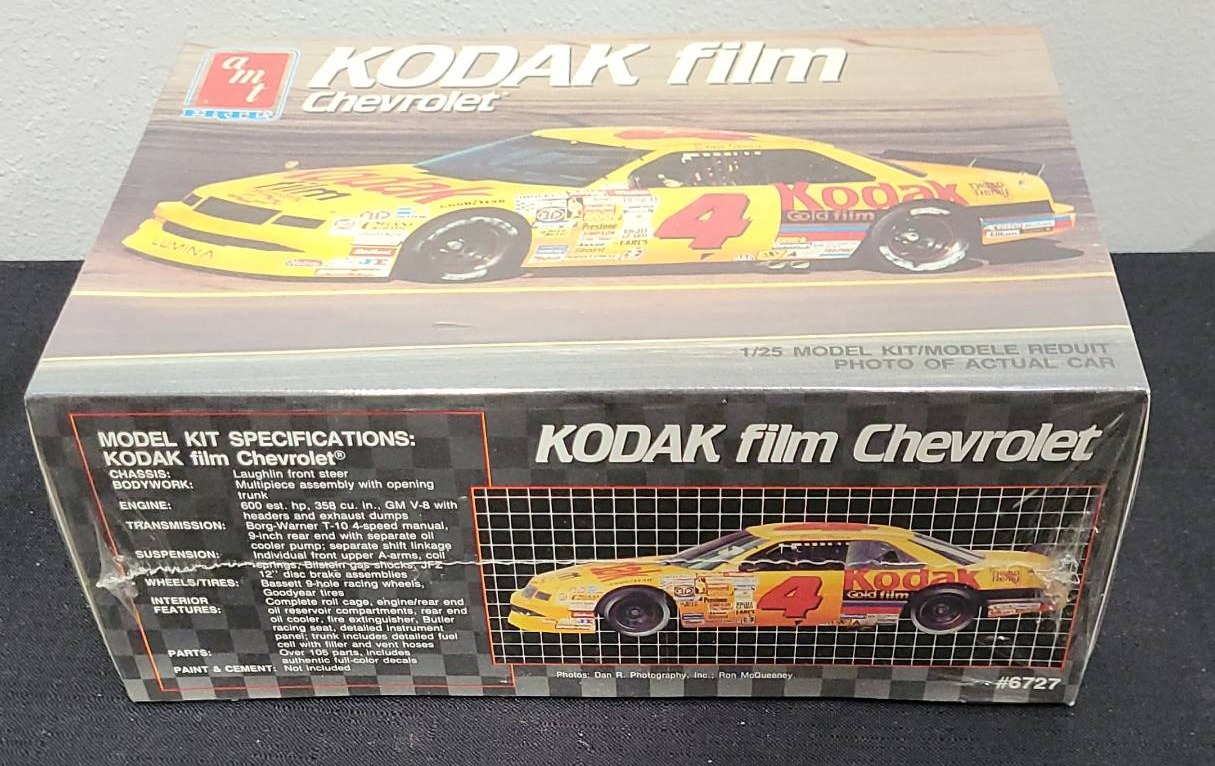 amt
ERTL
KODAK film
Chevrolet
Kodak
film
GOODYEAR
LUMINA
4
Prestone
SIMPSON
EARL'S
Kodak
Gold film
1/25 MODEL KIT/MODELE REDUIT
PHOTO OF ACTUAL CAR
MODEL KIT SPECIFICATIONS:
KODAK film Chevrolet®
CHASSIS: Laughlin front steer
BODYWORK: Multipiece assembly with opening
trunk
ENGINE: 600 est. hp, 358 cu. in., GM V-8 with
headers and exhaust dumps
TRANSMISSION: Borg-Warner T-10 4-speed manual,
9-inch rear end with separate oil
cooler pump; separate shift linkage
SUSPENSION: Individual front upper A-arms, coil
springs, Bilstein gas shocks, JFZ
12" disc brake assemblies
WHEELS/TIRES: Bassett 9-hole racing wheels,
Goodyear tires
INTERIOR FEATURES: Complete roll cage, engine/rear end
oil reservoir compartments, rear end
oil cooler, fire extinguisher, Butler
racing seat, detailed instrument
panel; trunk includes detailed fuel
cell with filler and vent hoses
PARTS: Over 105 parts, includes
authentic full-color decals
PAINT & CEMENT: Not included
KODAK film Chevrolet
4
Kodak
Gold film
Photos: Dan R. Photography, Inc.; Ron McQueeney
#6727